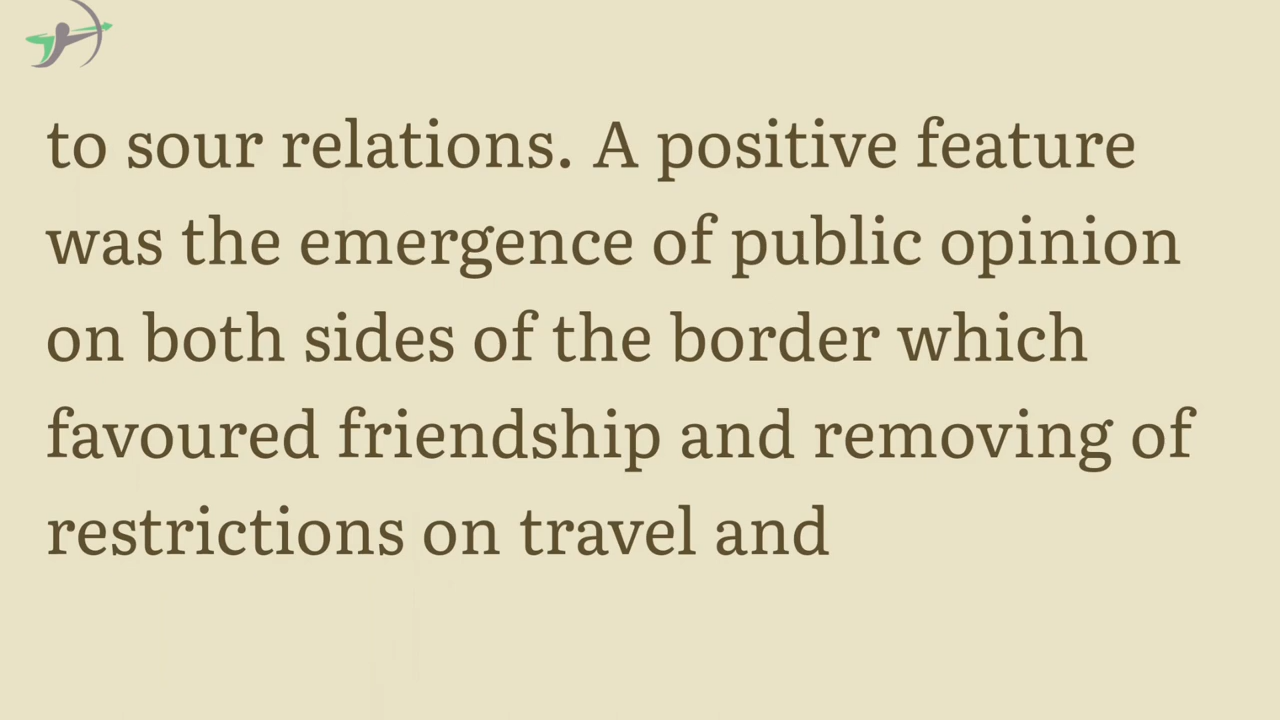 to sour relations. A positive feature
was the emergence of public opinion
on both sides of the border which
favoured friendship and removing of
restrictions on travel and